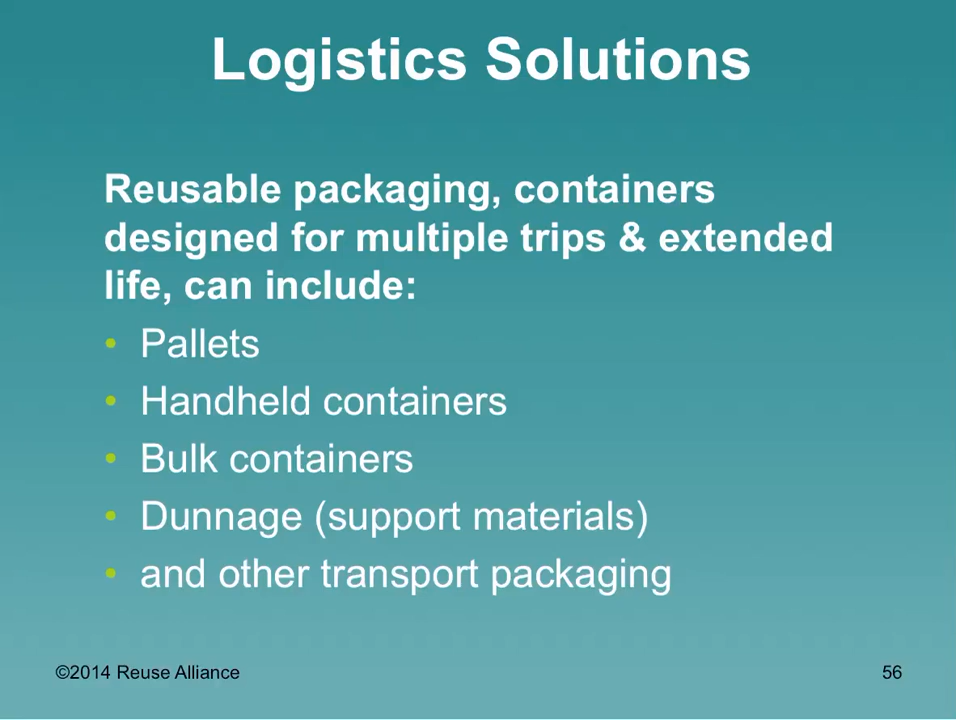 Logistics Solutions
Reusable packaging, containers
designed for multiple trips & extended
life, can include:
• Pallets
• Handheld containers
• Bulk containers
• Dunnage (support materials)
• and other transport packaging
©2014 Reuse Alliance
56